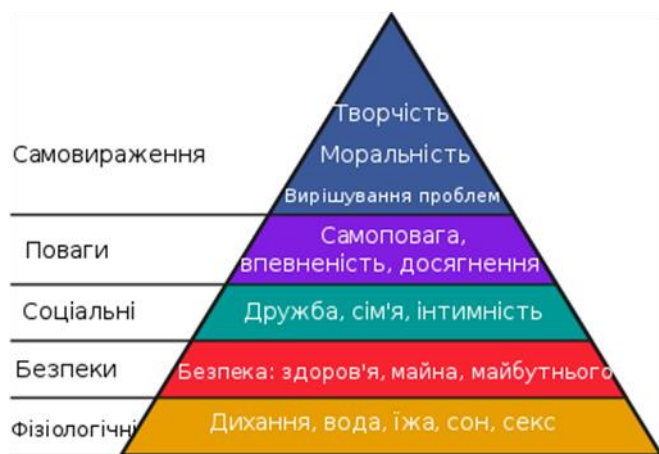 Творчість
Самовираження
Моральність
Вирішування проблем
Поваги
Самоповага,
впевненість, досягнення
Соціальні
Дружба, сім'я, інтимність
Безпеки
Безпека: здоров'я, майна, майбутнього
Фізіологічні
Дихання, вода, їжа, сон, секс